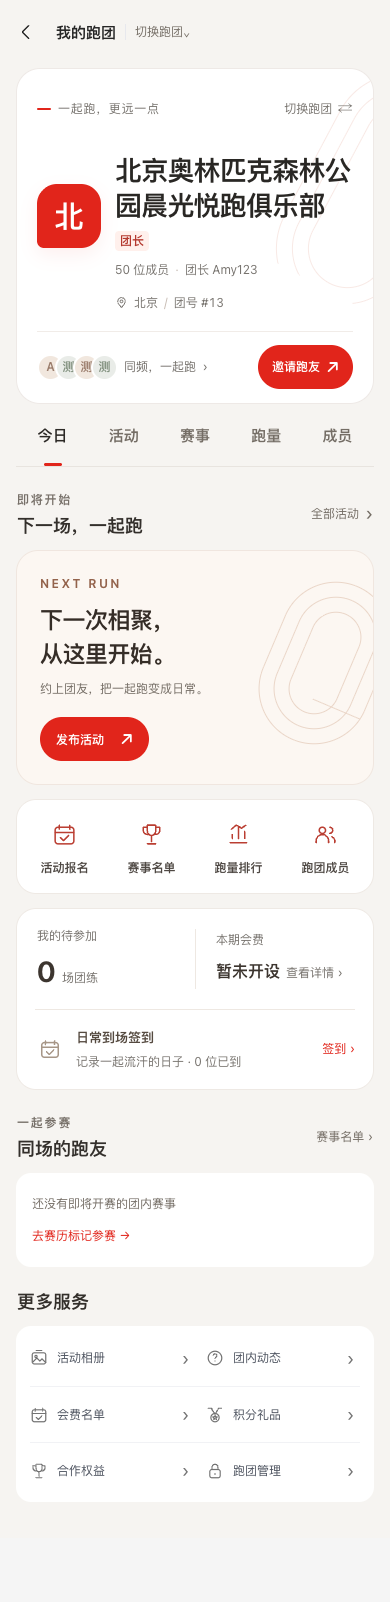 我的跑团 切换跑团
一起跑，更远一点
切换跑团
北
北京奥林匹克森林公
园晨光悦跑俱乐部
团长
50 位成员 · 团长 Amy123
北京 / 团号 #13
A 测 测 测
同频，一起跑 ›
邀请跑友
今日 活动 赛事 跑量 成员
即将开始
下一场，一起跑
全部活动 ›
NEXT RUN
下一次相聚，
从这里开始。
约上团友，把一起跑变成日常。
发布活动
活动报名 赛事名单 跑量排行 跑团成员
我的待参加
0 场团练
本期会费
暂未开设 查看详情 ›
日常到场签到
记录一起流汗的日子 · 0 位已到
签到 ›
一起参赛
同场的跑友
赛事名单 ›
还没有即将开赛的团内赛事
去赛历标记参赛 →
更多服务
活动相册 › 团内动态 ›
会费名单 › 积分礼品 ›
合作权益 › 跑团管理 ›